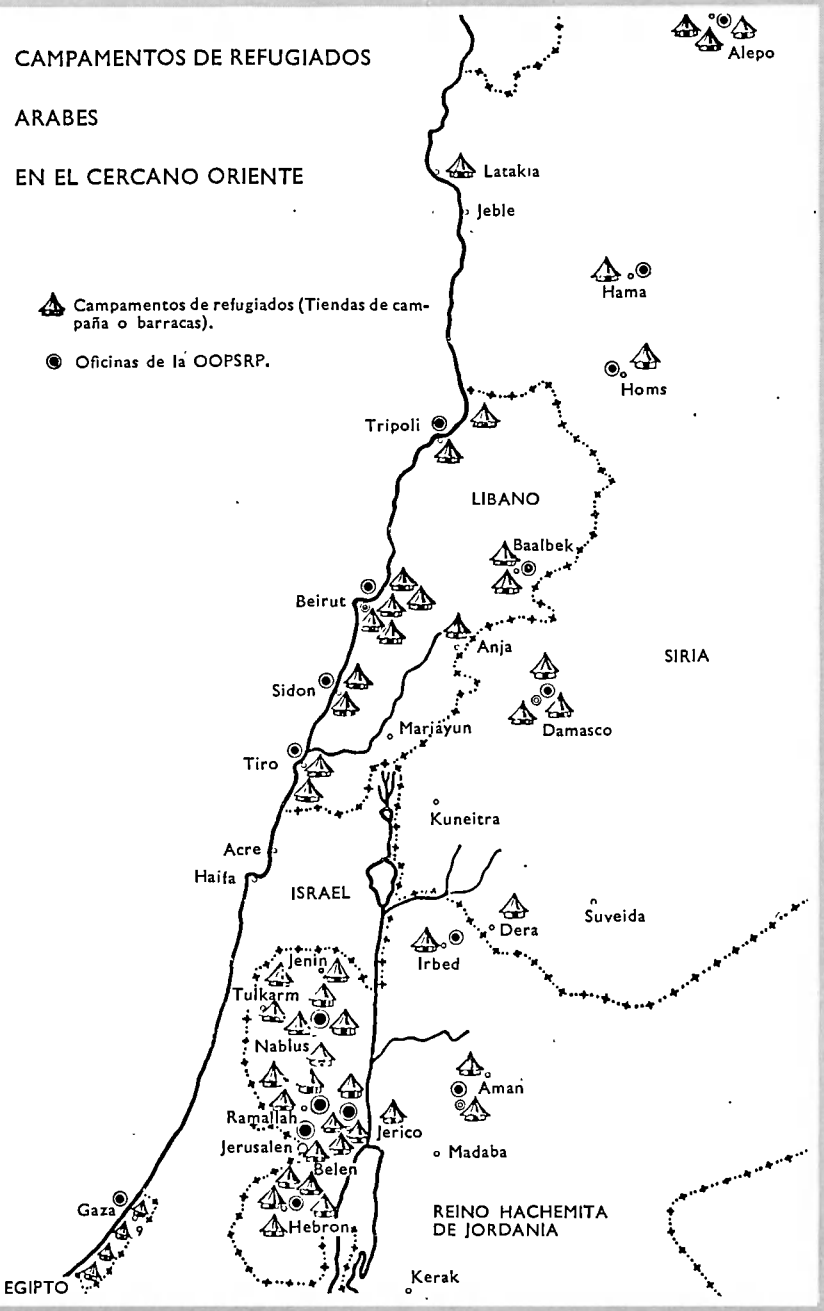 CAMPAMENTOS DE REFUGIADOS
ARABES
EN EL CERCANO ORIENTE
Campamentos de refugiados (Tiendas de cam-
paña o barracas).
Oficinas de la OOPSRP.
Alepo
Latakia
Jeble
Hama
Homs
Tripoli
LIBANO
Baalbek
Beirut
Anja
SIRIA
Sidon
Damasco
Marjayun
Tiro
Kuneitra
Acre
Haifa
ISRAEL
Dera
Suveida
Irbed
Jenin
Tulkarm
Nablus
Aman
Ramallah
Jerico
Jerusalen
Madaba
Belen
Gaza
9
Hebron
REINO HACHEMITA
DE JORDANIA
EGIPTO
Kerak